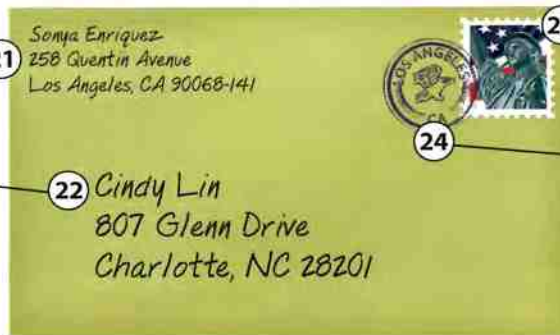 Sonya Enriquez
21
258 Quentin Avenue
Los Angeles, CA 90068-141
LOS ANGELES
CA
24
22
Cindy Lin
807 Glenn Drive
Charlotte, NC 28201